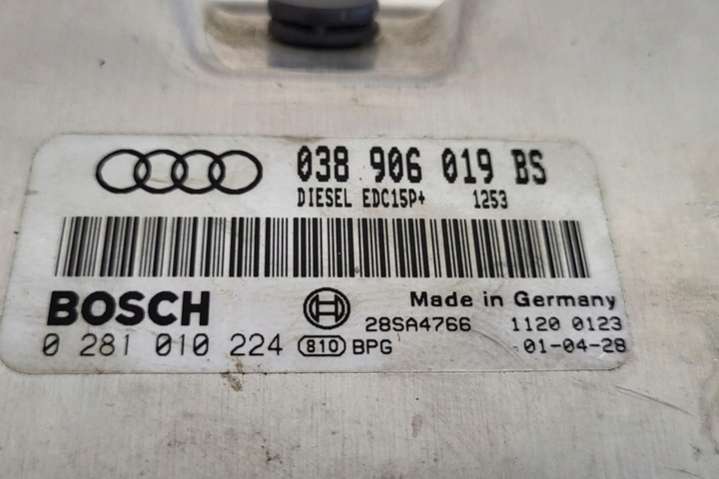 038 906 019 BS
DIESEL EDC15P+ 1253
BOSCH
Made in Germany
28SA4766 1120 0123
0 281 010 224 810 BPG 01-04-28